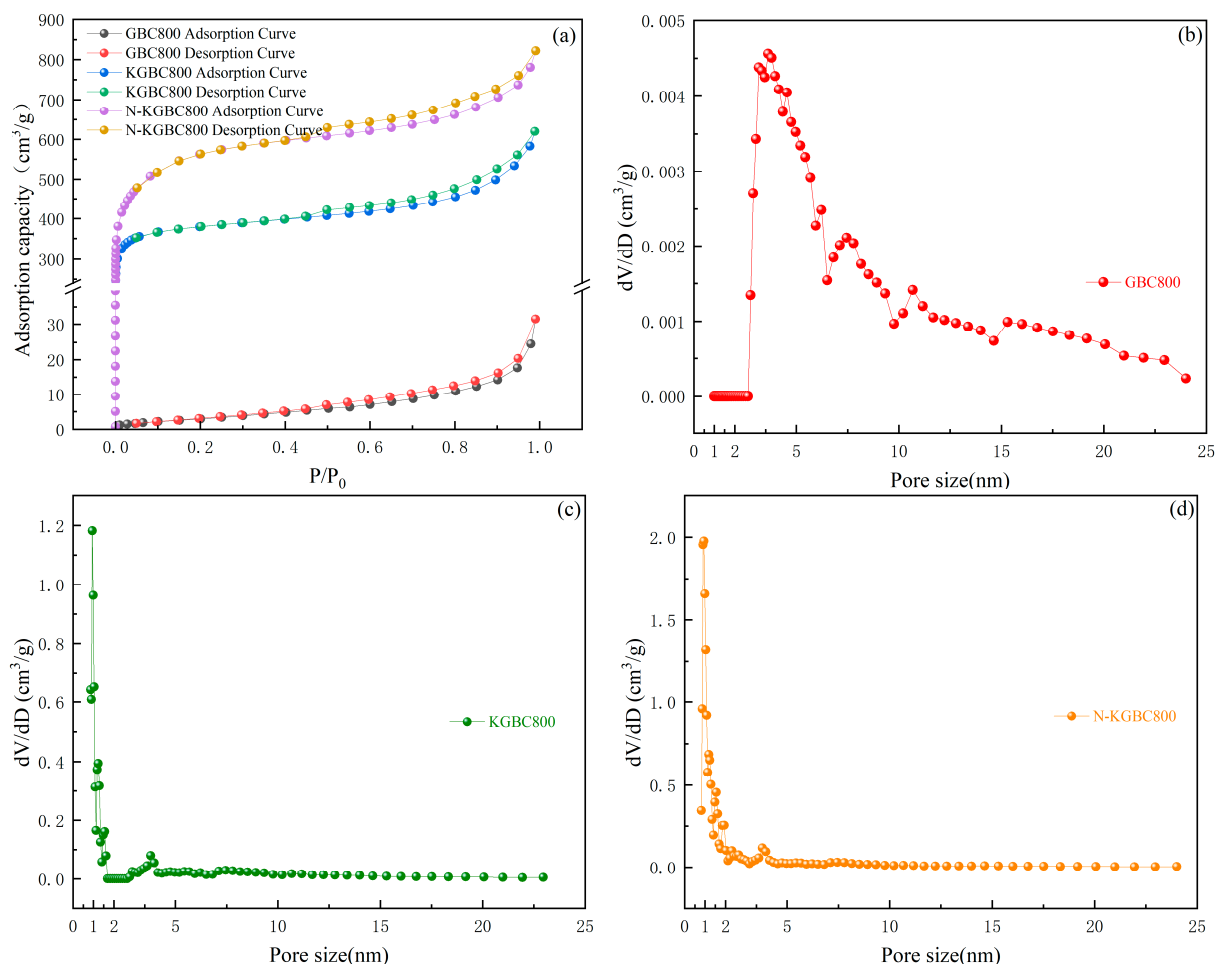 (a)
GBC800 Adsorption Curve
GBC800 Desorption Curve
KGBC800 Adsorption Curve
KGBC800 Desorption Curve
N-KGBC800 Adsorption Curve
N-KGBC800 Desorption Curve
Adsorption capacity (cm³/g)
900
800
700
600
500
400
300
30
20
10
0
0.0 0.2 0.4 0.6 0.8 1.0
P/P₀
(b)
dV/dD (cm³/g)
0.005
0.004
0.003
0.002
0.001
0.000
GBC800
0 1 2 5 10 15 20 25
Pore size(nm)
(c)
dV/dD (cm³/g)
1.2
1.0
0.8
0.6
0.4
0.2
0.0
KGBC800
0 1 2 5 10 15 20 25
Pore size(nm)
(d)
dV/dD (cm³/g)
2.0
1.5
1.0
0.5
0.0
N-KGBC800
0 1 2 5 10 15 20 25
Pore size(nm)